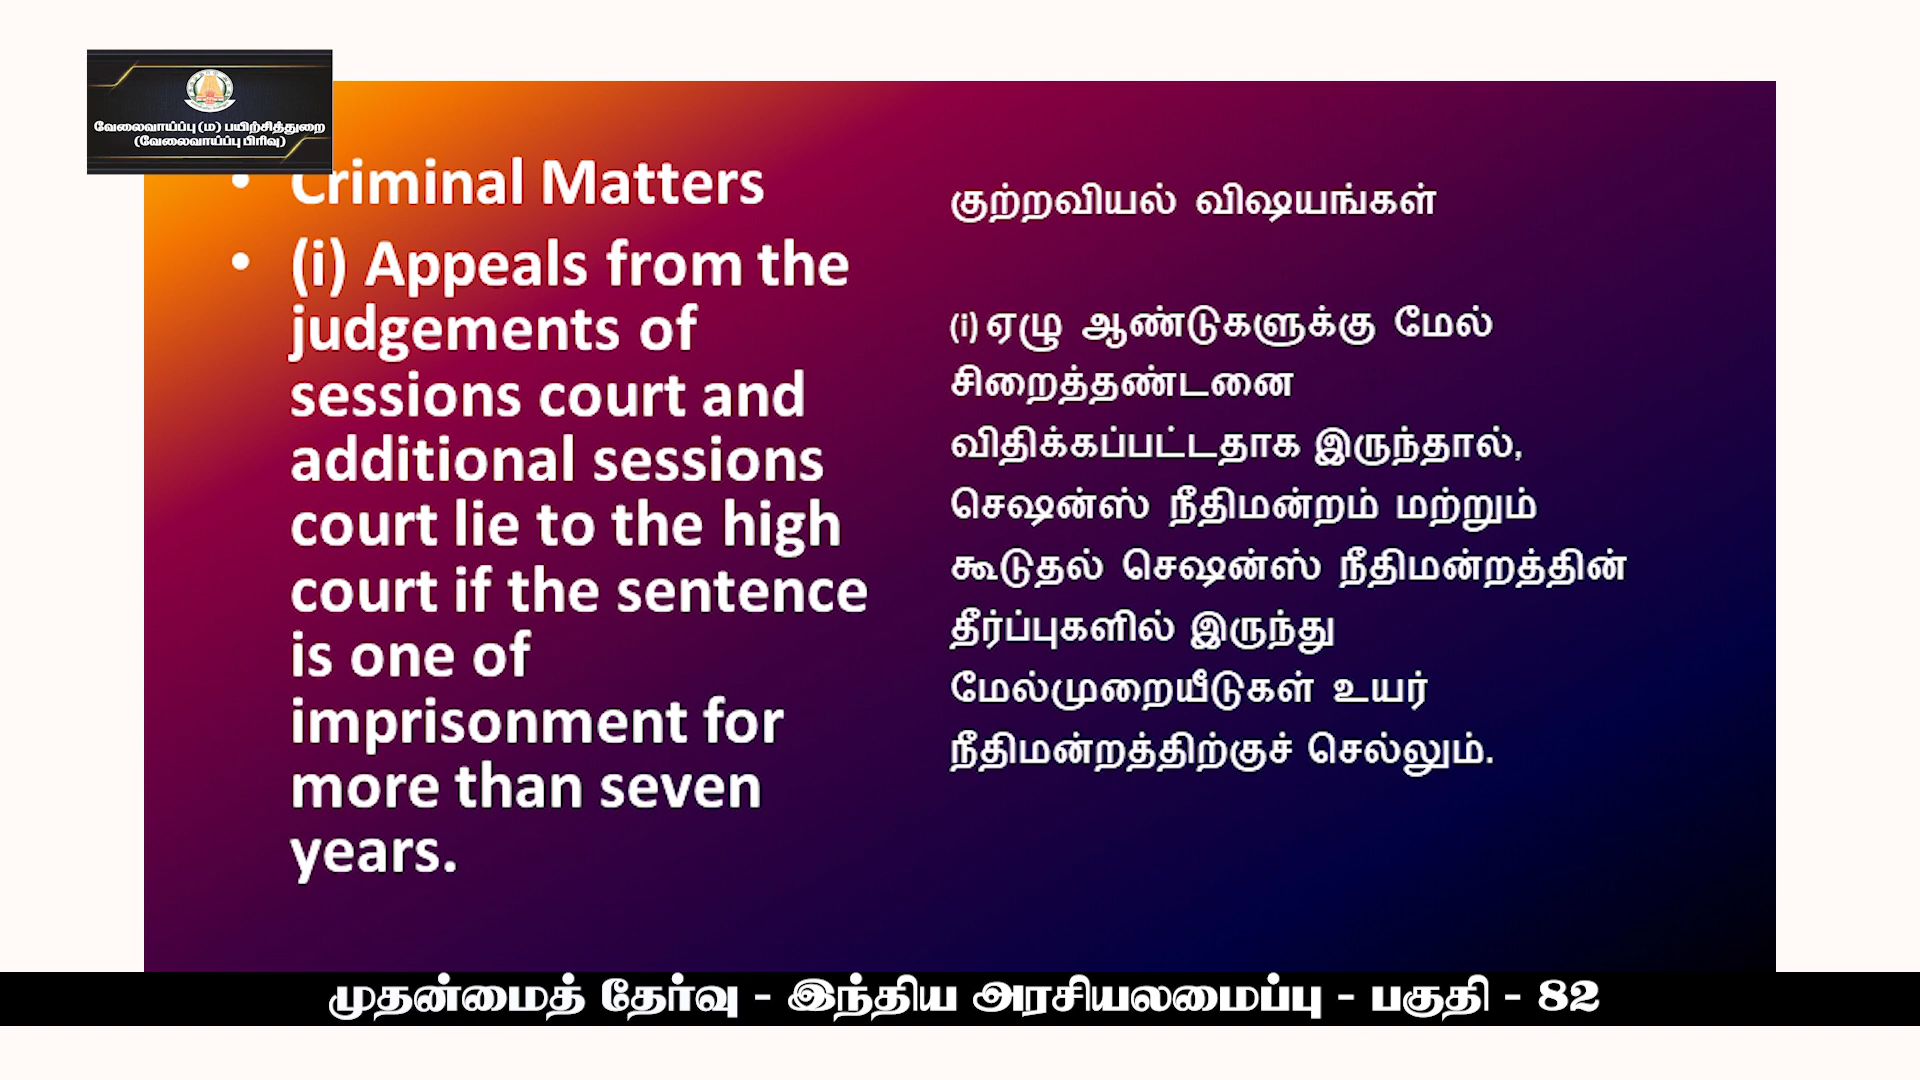 வேலைவாய்ப்பு (ம) பயிற்சித்துறை
(வேலைவாய்ப்பு பிரிவு)
• Criminal Matters
• (i) Appeals from the
judgements of
sessions court and
additional sessions
court lie to the high
court if the sentence
is one of
imprisonment for
more than seven
years.
குற்றவியல் விஷயங்கள்
(i) ஏழு ஆண்டுகளுக்கு மேல்
சிறைத்தண்டனை
விதிக்கப்பட்டதாக இருந்தால்,
செஷன்ஸ் நீதிமன்றம் மற்றும்
கூடுதல் செஷன்ஸ் நீதிமன்றத்தின்
தீர்ப்புகளில் இருந்து
மேல்முறையீடுகள் உயர்
நீதிமன்றத்திற்குச் செல்லும்.
முதன்மைத் தேர்வு - இந்திய அரசியலமைப்பு - பகுதி - 82